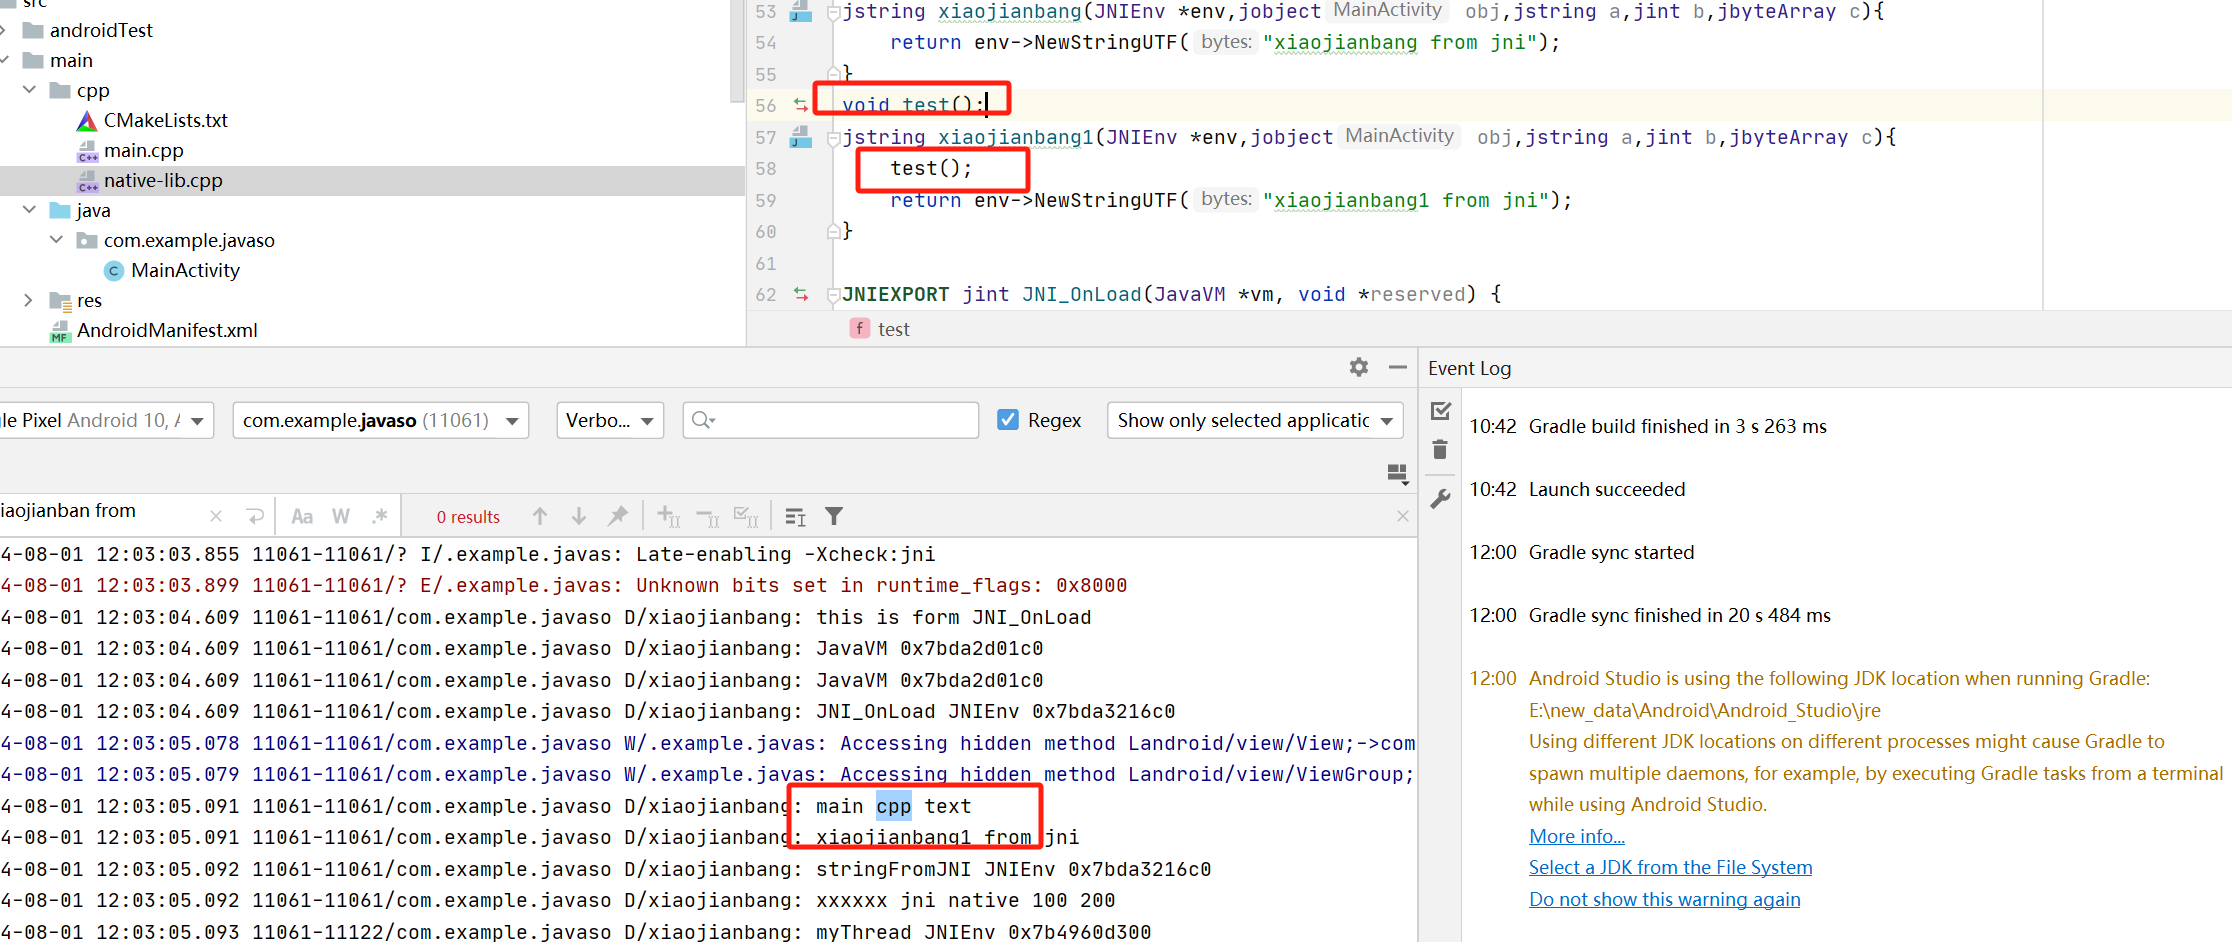 src
androidTest
main
cpp
CMakeLists.txt
main.cpp
native-lib.cpp
java
com.example.javaso
MainActivity
res
AndroidManifest.xml
53 jstring xiaojianbang(JNIEnv *env,jobject MainActivity obj,jstring a,jint b,jbyteArray c){
54 return env->NewStringUTF( bytes: "xiaojianbang from jni");
55 }
56 void test();
57 jstring xiaojianbang1(JNIEnv *env,jobject MainActivity obj,jstring a,jint b,jbyteArray c){
58 test();
59 return env->NewStringUTF( bytes: "xiaojianbang1 from jni");
60 }
61
62 JNIEXPORT jint JNI_OnLoad(JavaVM *vm, void *reserved) {
f test
le Pixel Android 10, A
com.example.javaso (11061)
Verbo...
Regex
Show only selected applicatic
iaojianban from
Aa W .*
0 results
4-08-01 12:03:03.855 11061-11061/? I/.example.javas: Late-enabling -Xcheck:jni
4-08-01 12:03:03.899 11061-11061/? E/.example.javas: Unknown bits set in runtime_flags: 0x8000
4-08-01 12:03:04.609 11061-11061/com.example.javaso D/xiaojianbang: this is form JNI_OnLoad
4-08-01 12:03:04.609 11061-11061/com.example.javaso D/xiaojianbang: JavaVM 0x7bda2d01c0
4-08-01 12:03:04.609 11061-11061/com.example.javaso D/xiaojianbang: JavaVM 0x7bda2d01c0
4-08-01 12:03:04.609 11061-11061/com.example.javaso D/xiaojianbang: JNI_OnLoad JNIEnv 0x7bda3216c0
4-08-01 12:03:05.078 11061-11061/com.example.javaso W/.example.javas: Accessing hidden method Landroid/view/View;->com
4-08-01 12:03:05.079 11061-11061/com.example.javaso W/.example.javas: Accessing hidden method Landroid/view/ViewGroup;
4-08-01 12:03:05.091 11061-11061/com.example.javaso D/xiaojianbang: main cpp text
4-08-01 12:03:05.091 11061-11061/com.example.javaso D/xiaojianbang: xiaojianbang1 from jni
4-08-01 12:03:05.092 11061-11061/com.example.javaso D/xiaojianbang: stringFromJNI JNIEnv 0x7bda3216c0
4-08-01 12:03:05.092 11061-11061/com.example.javaso D/xiaojianbang: xxxxxx jni native 100 200
4-08-01 12:03:05.093 11061-11122/com.example.javaso D/xiaojianbang: myThread JNIEnv 0x7b4960d300
Event Log
10:42 Gradle build finished in 3 s 263 ms
10:42 Launch succeeded
12:00 Gradle sync started
12:00 Gradle sync finished in 20 s 484 ms
12:00 Android Studio is using the following JDK location when running Gradle:
E:\new_data\Android\Android_Studio\jre
Using different JDK locations on different processes might cause Gradle to
spawn multiple daemons, for example, by executing Gradle tasks from a terminal
while using Android Studio.
More info...
Select a JDK from the File System
Do not show this warning again